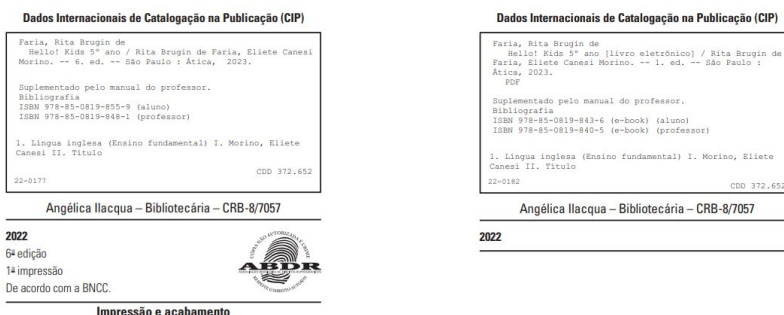 Dados Internacionais de Catalogação na Publicação (CIP)
Faria, Rita Brugin de
Hello! Kids 5º ano / Rita Brugin de Faria, Eliete Canesi
Morino. -- 6. ed. -- São Paulo : Ática, 2023.
Suplementado pelo manual do professor.
Bibliografia
ISBN 978-85-0819-855-9 (aluno)
ISBN 978-85-0819-848-1 (professor)
1. Língua inglesa (Ensino fundamental) I. Morino, Eliete
Canesi II. Título
CDD 372.652
22-0177
Angélica Ilacqua – Bibliotecária – CRB-8/7057
2022
6ª edição
1ª impressão
De acordo com a BNCC.
ABDR
Impressão e acabamento
Dados Internacionais de Catalogação na Publicação (CIP)
Faria, Rita Brugin de
Hello! Kids 5º ano [livro eletrônico] / Rita Brugin de
Faria, Eliete Canesi Morino. -- 1. ed. -- São Paulo :
Ática, 2023.
PDF
Suplementado pelo manual do professor.
Bibliografia
ISBN 978-85-0819-843-6 (e-book) (aluno)
ISBN 978-85-0819-840-5 (e-book) (professor)
1. Língua inglesa (Ensino fundamental) I. Morino, Eliete
Canesi II. Título
22-0182
CDD 372.652
Angélica Ilacqua – Bibliotecária – CRB-8/7057
2022